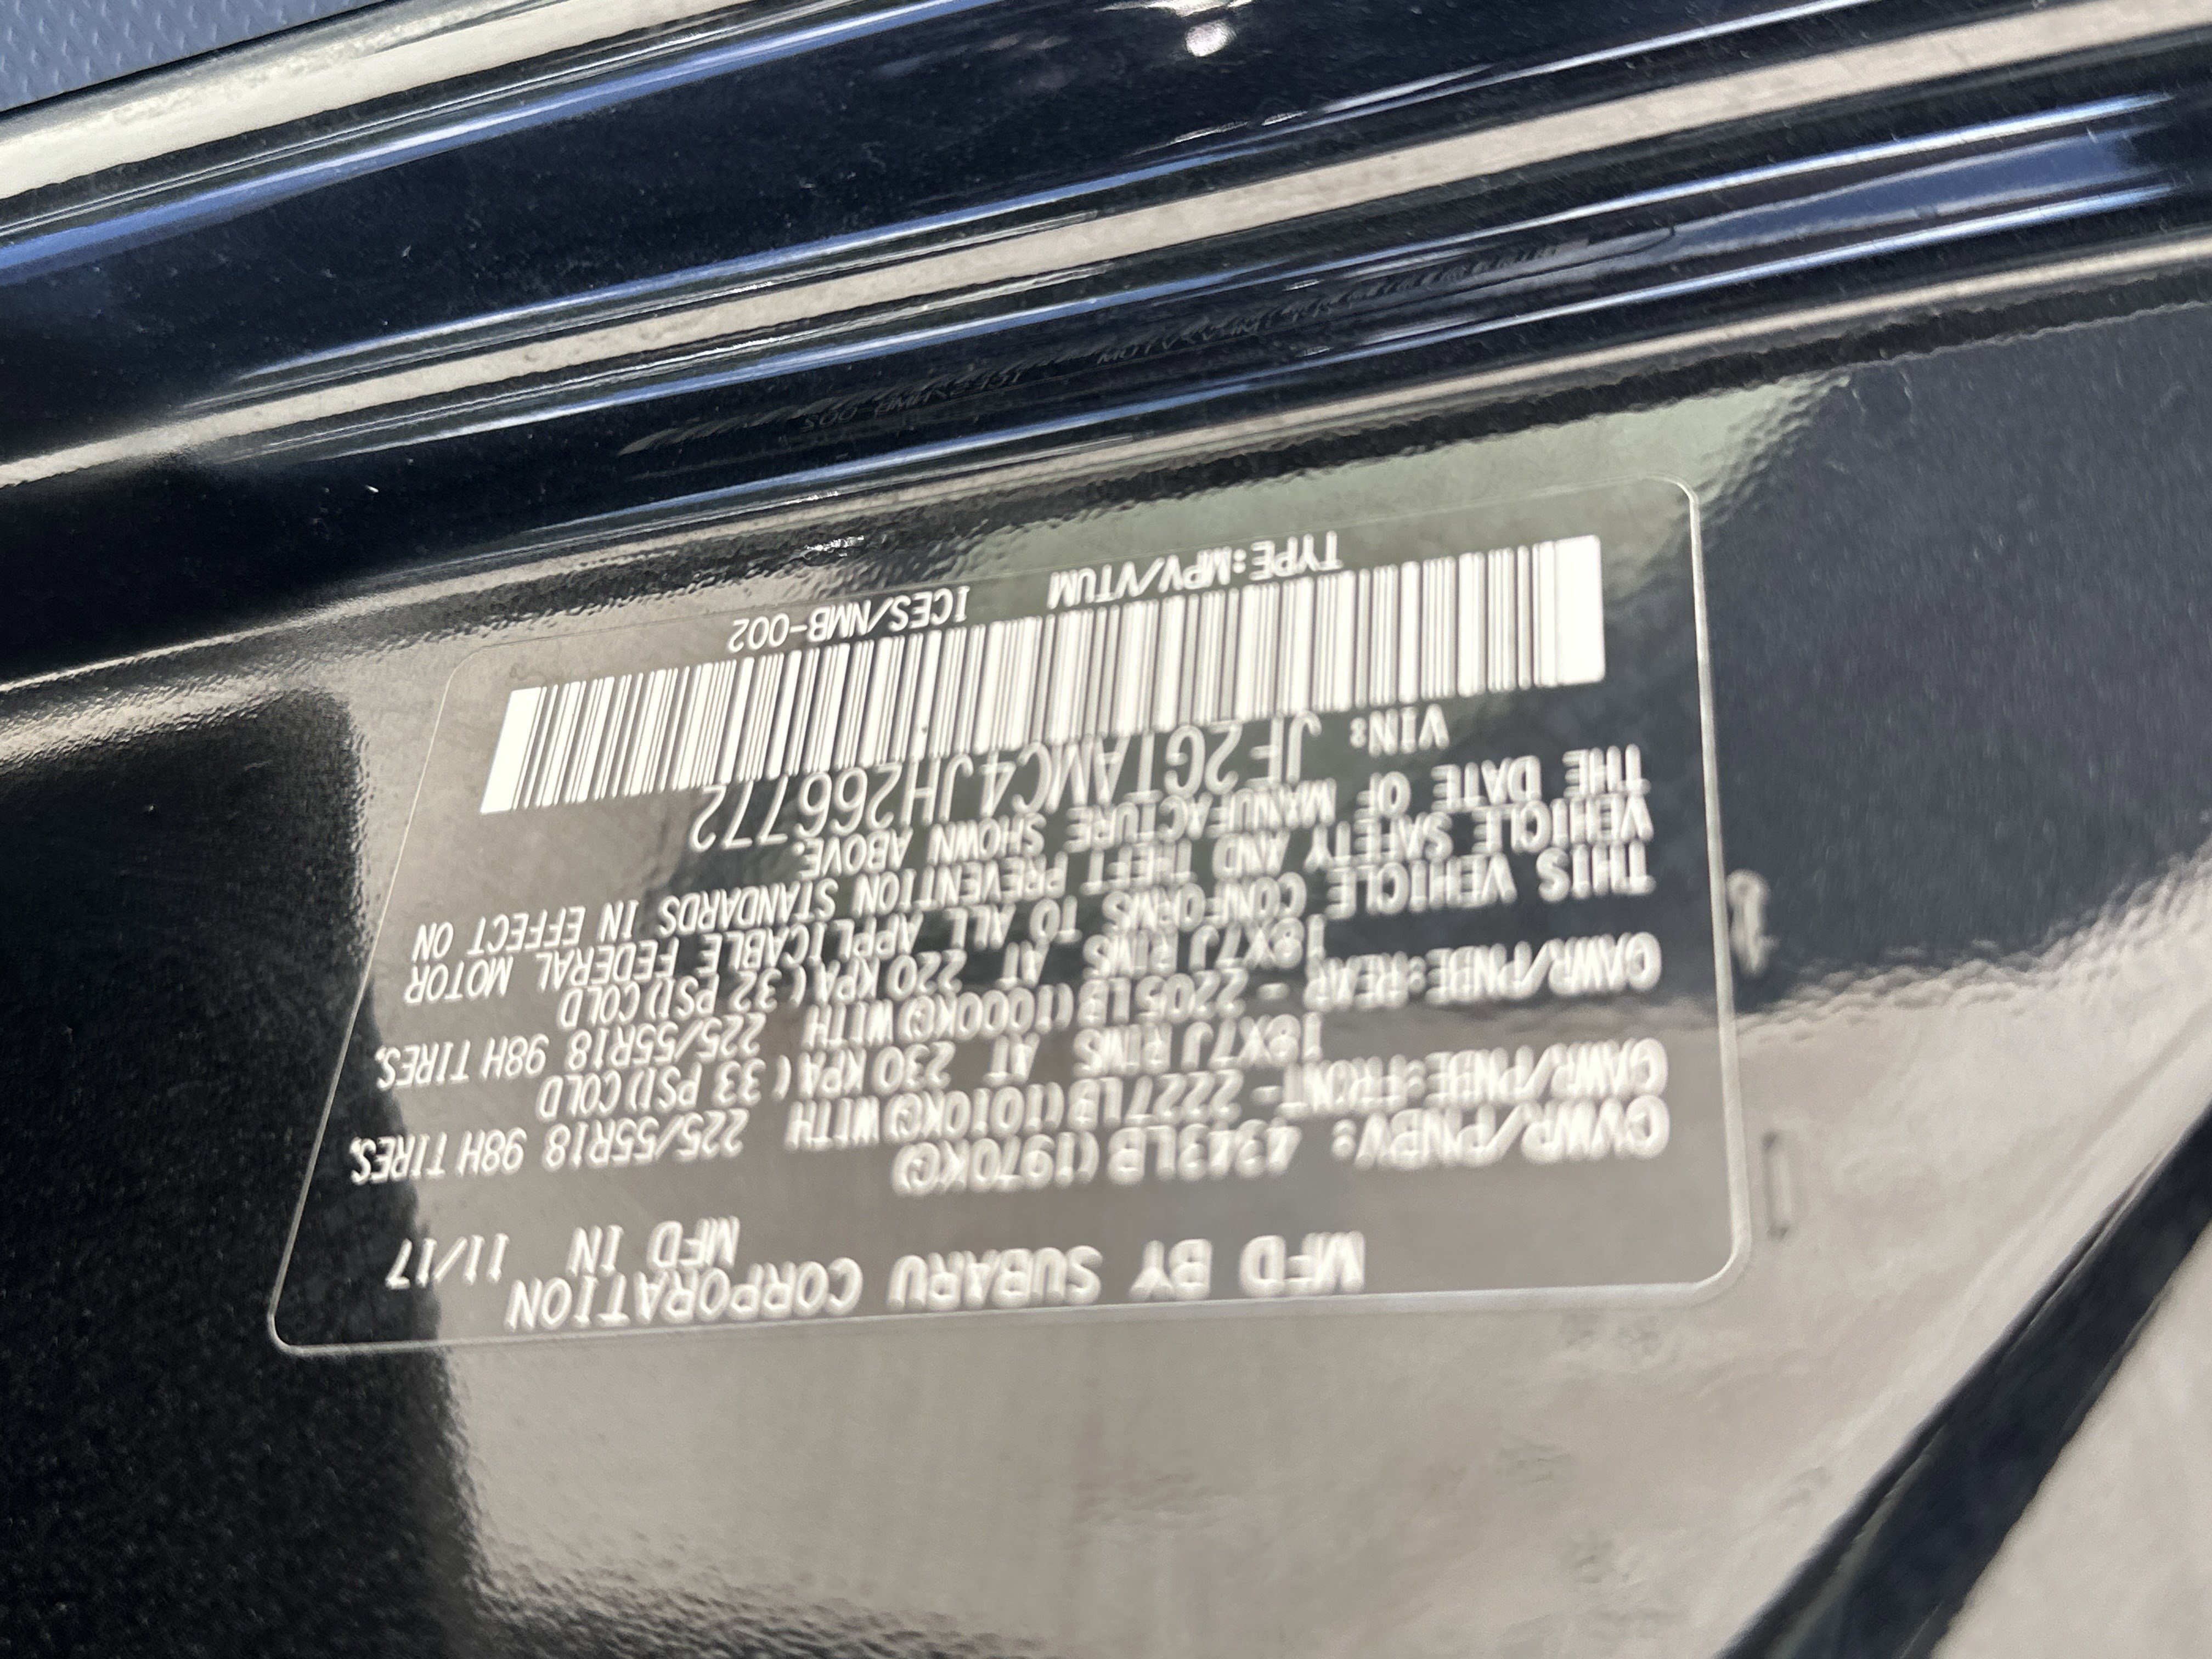 MFD BY SUBARU CORPORATION
MFD IN 11/17
GVWR/PNBV: 4343LB(1970KG)
GAWR/PNBE:FRONT- 2227LB(1010KG)WITH 225/55R18 98H TIRES,
18X7J RIMS AT 230 KPA( 33 PSI)COLD
GAWR/PNBE:REAR - 2205LB(1000KG)WITH 225/55R18 98H TIRES,
18X7J RIMS AT 220 KPA( 32 PSI)COLD
THIS VEHICLE CONFORMS TO ALL APPLICABLE FEDERAL MOTOR
VEHICLE SAFETY AND THEFT PREVENTION STANDARDS IN EFFECT ON
THE DATE OF MANUFACTURE SHOWN ABOVE.
VIN: JF2GTAMC4JH266772
TYPE:MPV/VTUM ICES/NMB-002